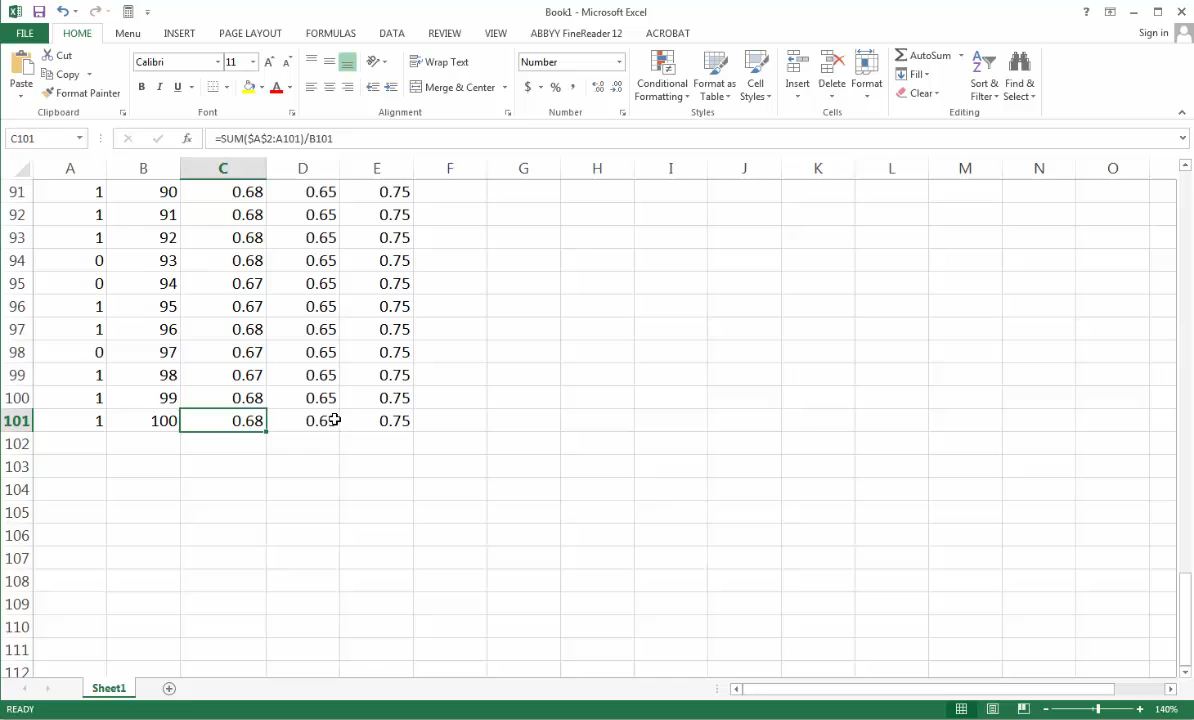 Book1 - Microsoft Excel
FILE HOME Menu INSERT PAGE LAYOUT FORMULAS DATA REVIEW VIEW ABBYY FineReader 12 ACROBAT Sign in
Paste
Cut
Copy
Format Painter
Clipboard
Calibri 11
B I U
Font
Wrap Text
Merge & Center
Alignment
Number
$ % ,
Number
Conditional Formatting
Format as Table
Cell Styles
Styles
Insert Delete Format
Cells
AutoSum
Fill
Clear
Sort & Filter
Find & Select
Editing
C101 fx =SUM($A$2:A101)/B101
A B C D E F G H I J K L M N O
91 1 90 0.68 0.65 0.75
92 1 91 0.68 0.65 0.75
93 1 92 0.68 0.65 0.75
94 0 93 0.68 0.65 0.75
95 0 94 0.67 0.65 0.75
96 1 95 0.67 0.65 0.75
97 1 96 0.68 0.65 0.75
98 0 97 0.67 0.65 0.75
99 1 98 0.67 0.65 0.75
100 1 99 0.68 0.65 0.75
101 1 100 0.68 0.65 0.75
102
103
104
105
106
107
108
109
110
111
112
Sheet1
READY 140%